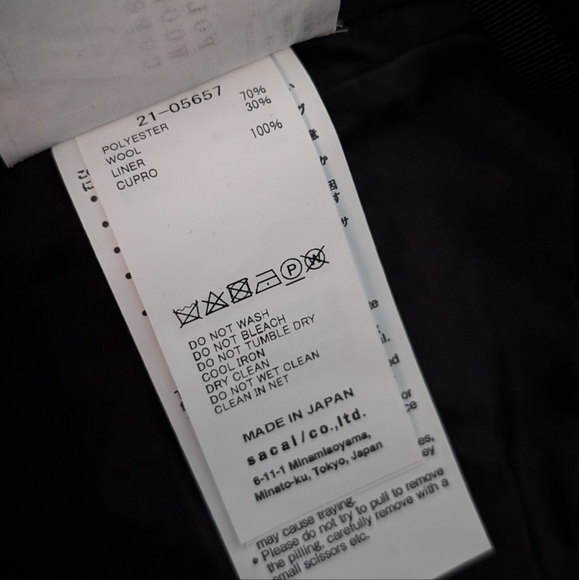 21-05657
POLYESTER 70%
WOOL 30%
LINER
CUPRO 100%
DO NOT WASH
DO NOT BLEACH
DO NOT TUMBLE DRY
COOL IRON
DRY CLEAN
DO NOT WET CLEAN
CLEAN IN NET
MADE IN JAPAN
sacai/co.,ltd.
6-11-1 Minamiaoyama,
Minato-ku, Tokyo, Japan
may cause fraying.
• Please do not try to pull to remove
the pilling. carefully remove with a
small scissors etc.